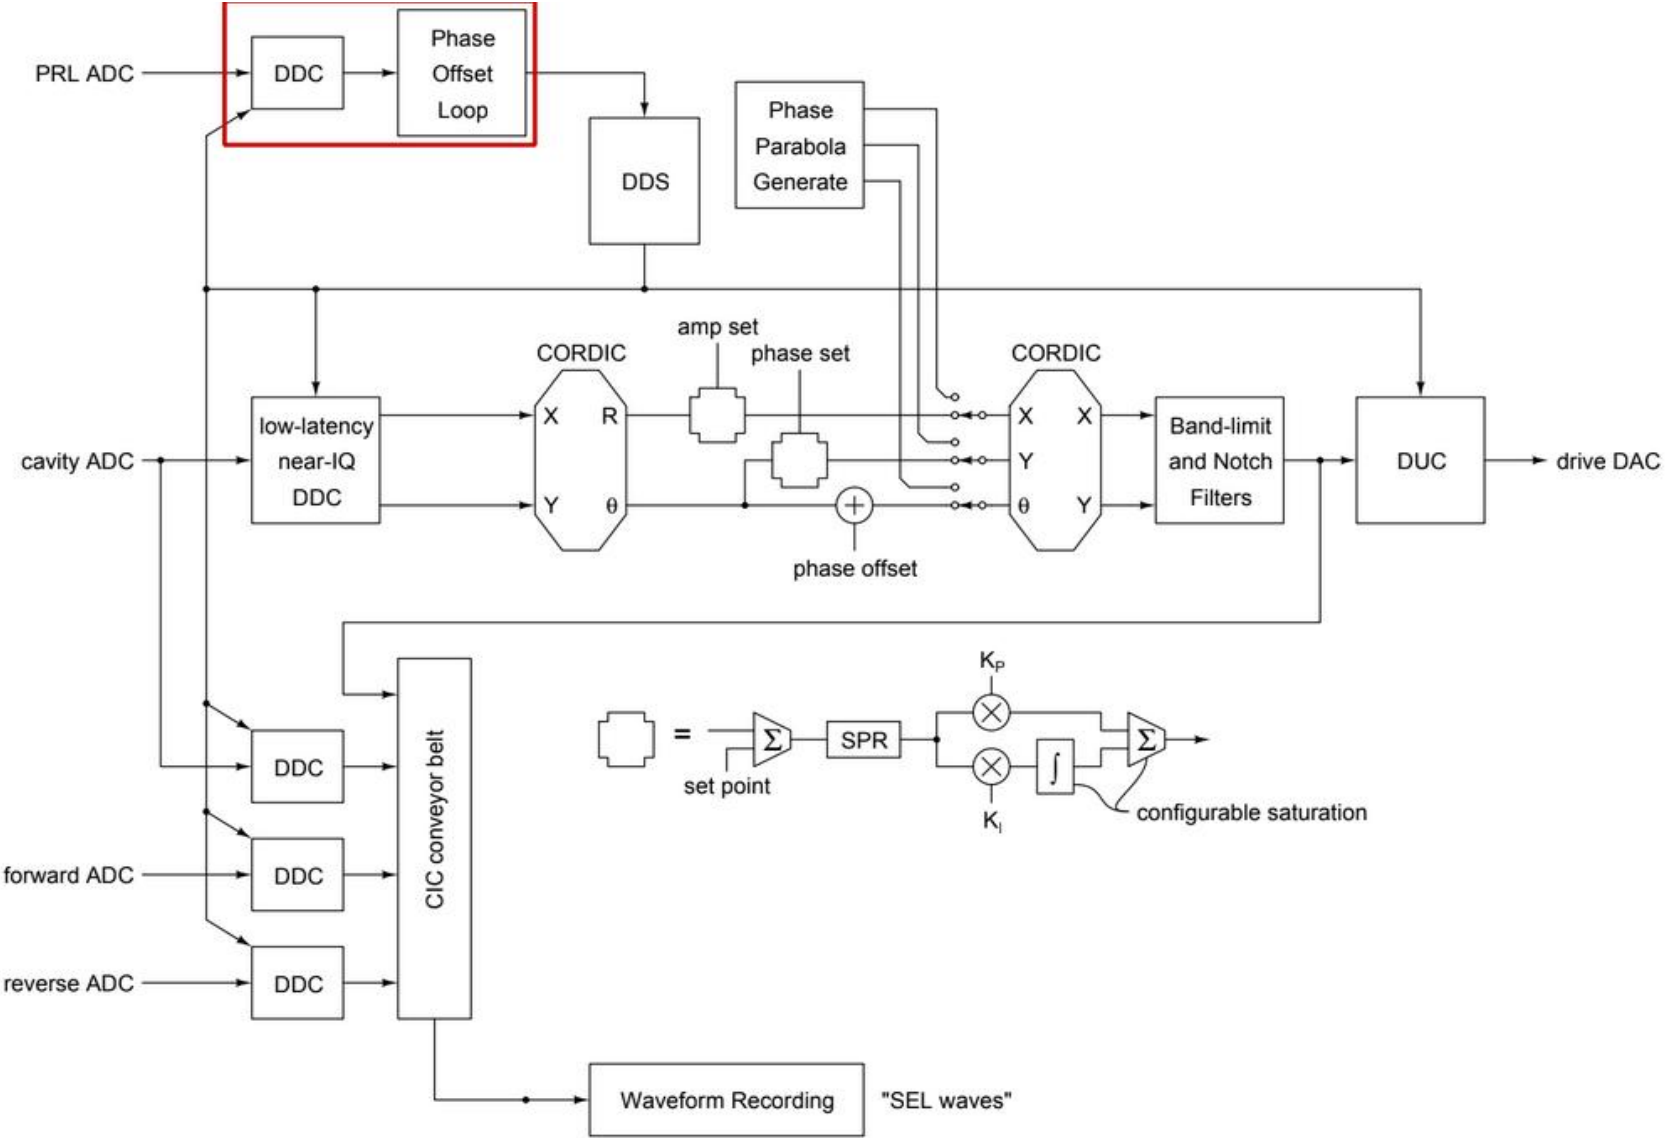 PRL ADC
DDC
Phase
Offset
Loop
DDS
Phase
Parabola
Generate
amp set
phase set
CORDIC
CORDIC
cavity ADC
low-latency
near-IQ
DDC
X
R
Y
θ
phase offset
X
X
Y
θ
Y
Band-limit
and Notch
Filters
DUC
drive DAC
DDC
forward ADC
DDC
reverse ADC
DDC
CIC conveyor belt
=
Σ
set point
SPR
KP
KI
∫
Σ
configurable saturation
Waveform Recording
"SEL waves"